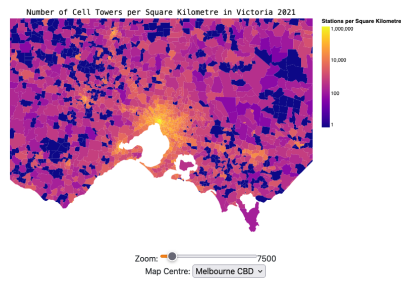 Number of Cell Towers per Square Kilometre in Victoria 2021
Stations per Square Kilometre
1,000,000
10,000
100
1
Zoom: 7500
Map Centre: Melbourne CBD